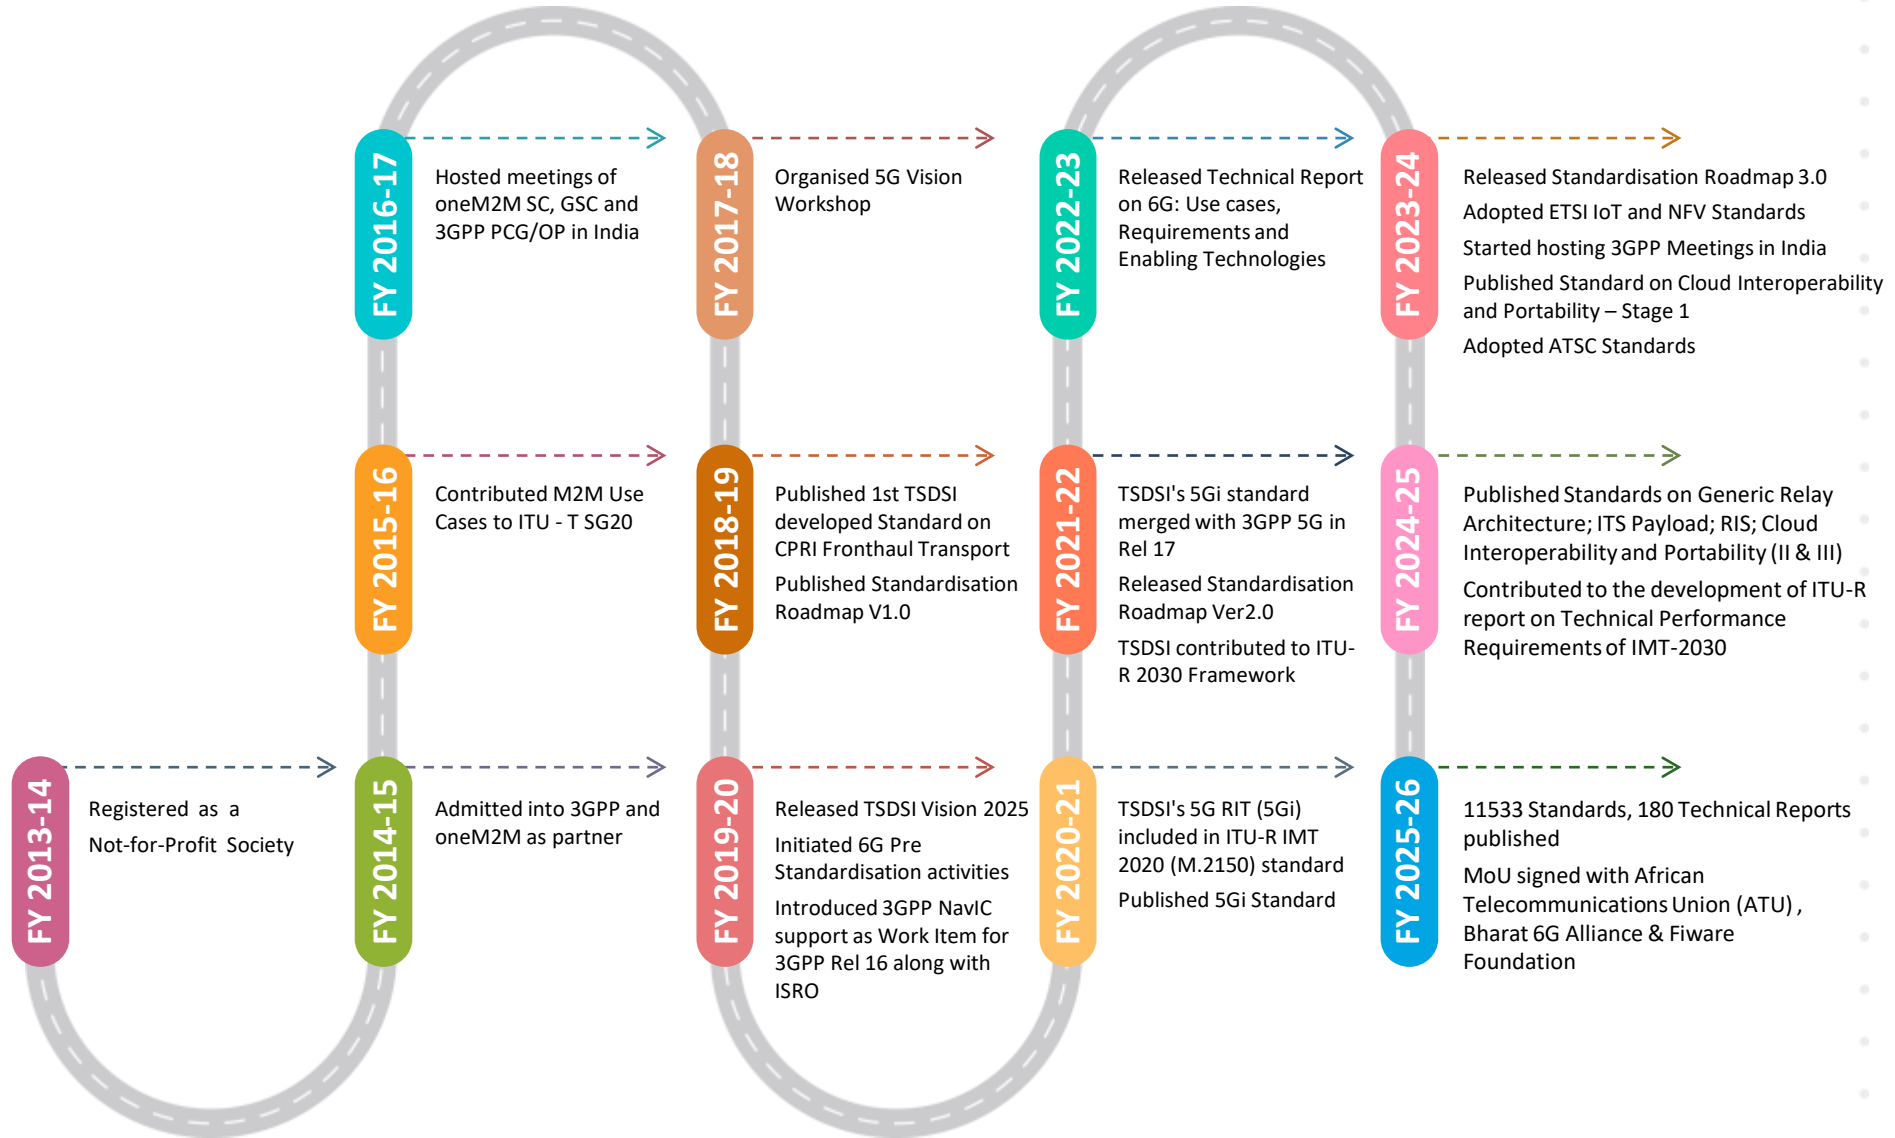 FY 2013-14
Registered as a
Not-for-Profit Society
FY 2014-15
Admitted into 3GPP and
oneM2M as partner
FY 2015-16
Contributed M2M Use
Cases to ITU - T SG20
FY 2016-17
Hosted meetings of
oneM2M SC, GSC and
3GPP PCG/OP in India
FY 2017-18
Organised 5G Vision
Workshop
FY 2018-19
Published 1st TSDSI
developed Standard on
CPRI Fronthaul Transport
Published Standardisation
Roadmap V1.0
FY 2019-20
Released TSDSI Vision 2025
Initiated 6G Pre
Standardisation activities
Introduced 3GPP NavIC
support as Work Item for
3GPP Rel 16 along with
ISRO
FY 2020-21
TSDSI's 5G RIT (5Gi)
included in ITU-R IMT
2020 (M.2150) standard
Published 5Gi Standard
FY 2021-22
TSDSI's 5Gi standard
merged with 3GPP 5G in
Rel 17
Released Standardisation
Roadmap Ver2.0
TSDSI contributed to ITU-
R 2030 Framework
FY 2022-23
Released Technical Report
on 6G: Use cases,
Requirements and
Enabling Technologies
FY 2023-24
Released Standardisation Roadmap 3.0
Adopted ETSI IoT and NFV Standards
Started hosting 3GPP Meetings in India
Published Standard on Cloud Interoperability
and Portability – Stage 1
Adopted ATSC Standards
FY 2024-25
Published Standards on Generic Relay
Architecture; ITS Payload; RIS; Cloud
Interoperability and Portability (II & III)
Contributed to the development of ITU-R
report on Technical Performance
Requirements of IMT-2030
FY 2025-26
11533 Standards, 180 Technical Reports
published
MoU signed with African
Telecommunications Union (ATU) ,
Bharat 6G Alliance & Fiware
Foundation